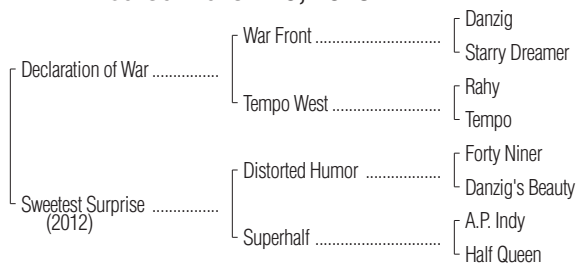 Declaration of War ................
War Front ..............................
Danzig
Starry Dreamer
Tempo West ..........................
Rahy
Tempo
Sweetest Surprise ................
(2012)
Distorted Humor ..................
Forty Niner
Danzig's Beauty
Superhalf ..............................
A.P. Indy
Half Queen